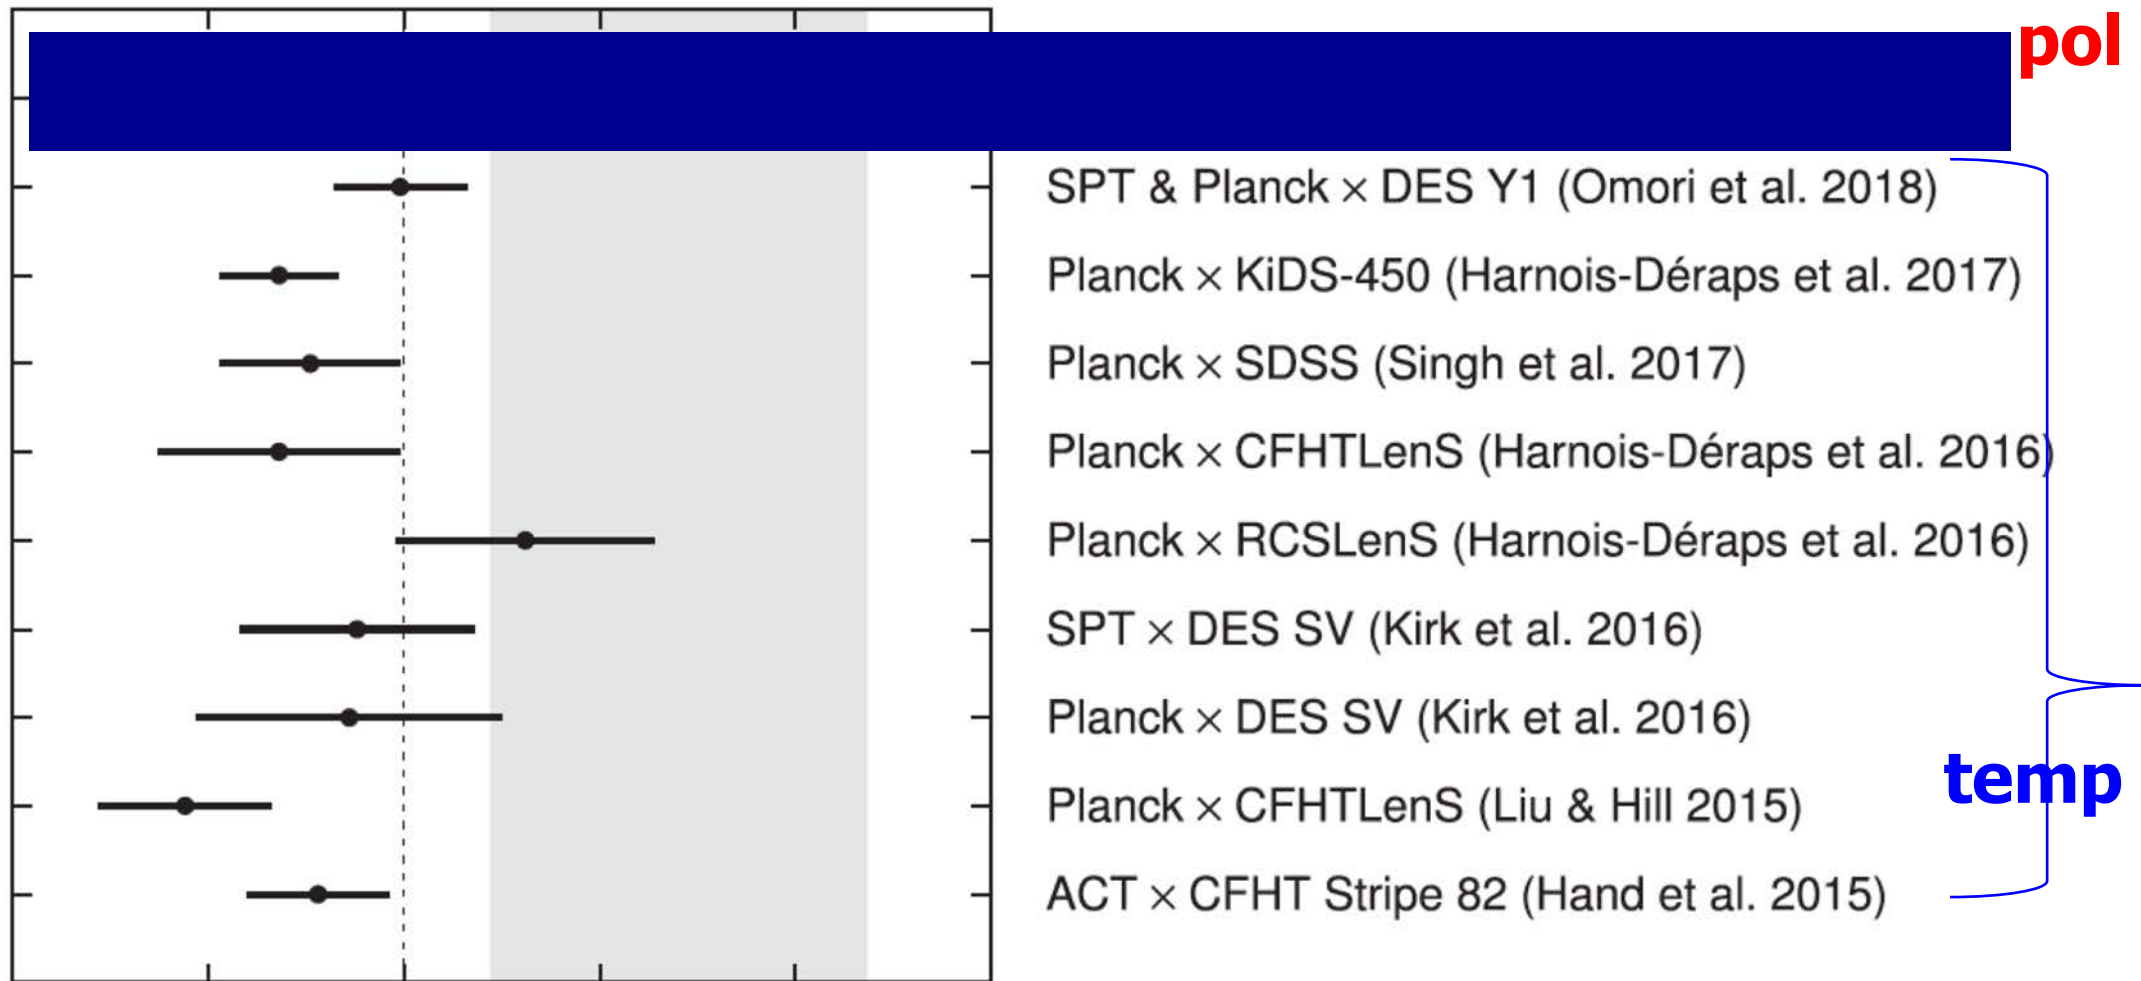 pol
SPT & Planck × DES Y1 (Omori et al. 2018)
Planck × KiDS-450 (Harnois-Déraps et al. 2017)
Planck × SDSS (Singh et al. 2017)
Planck × CFHTLenS (Harnois-Déraps et al. 2016)
Planck × RCSLenS (Harnois-Déraps et al. 2016)
SPT × DES SV (Kirk et al. 2016)
Planck × DES SV (Kirk et al. 2016)
temp
Planck × CFHTLenS (Liu & Hill 2015)
ACT × CFHT Stripe 82 (Hand et al. 2015)